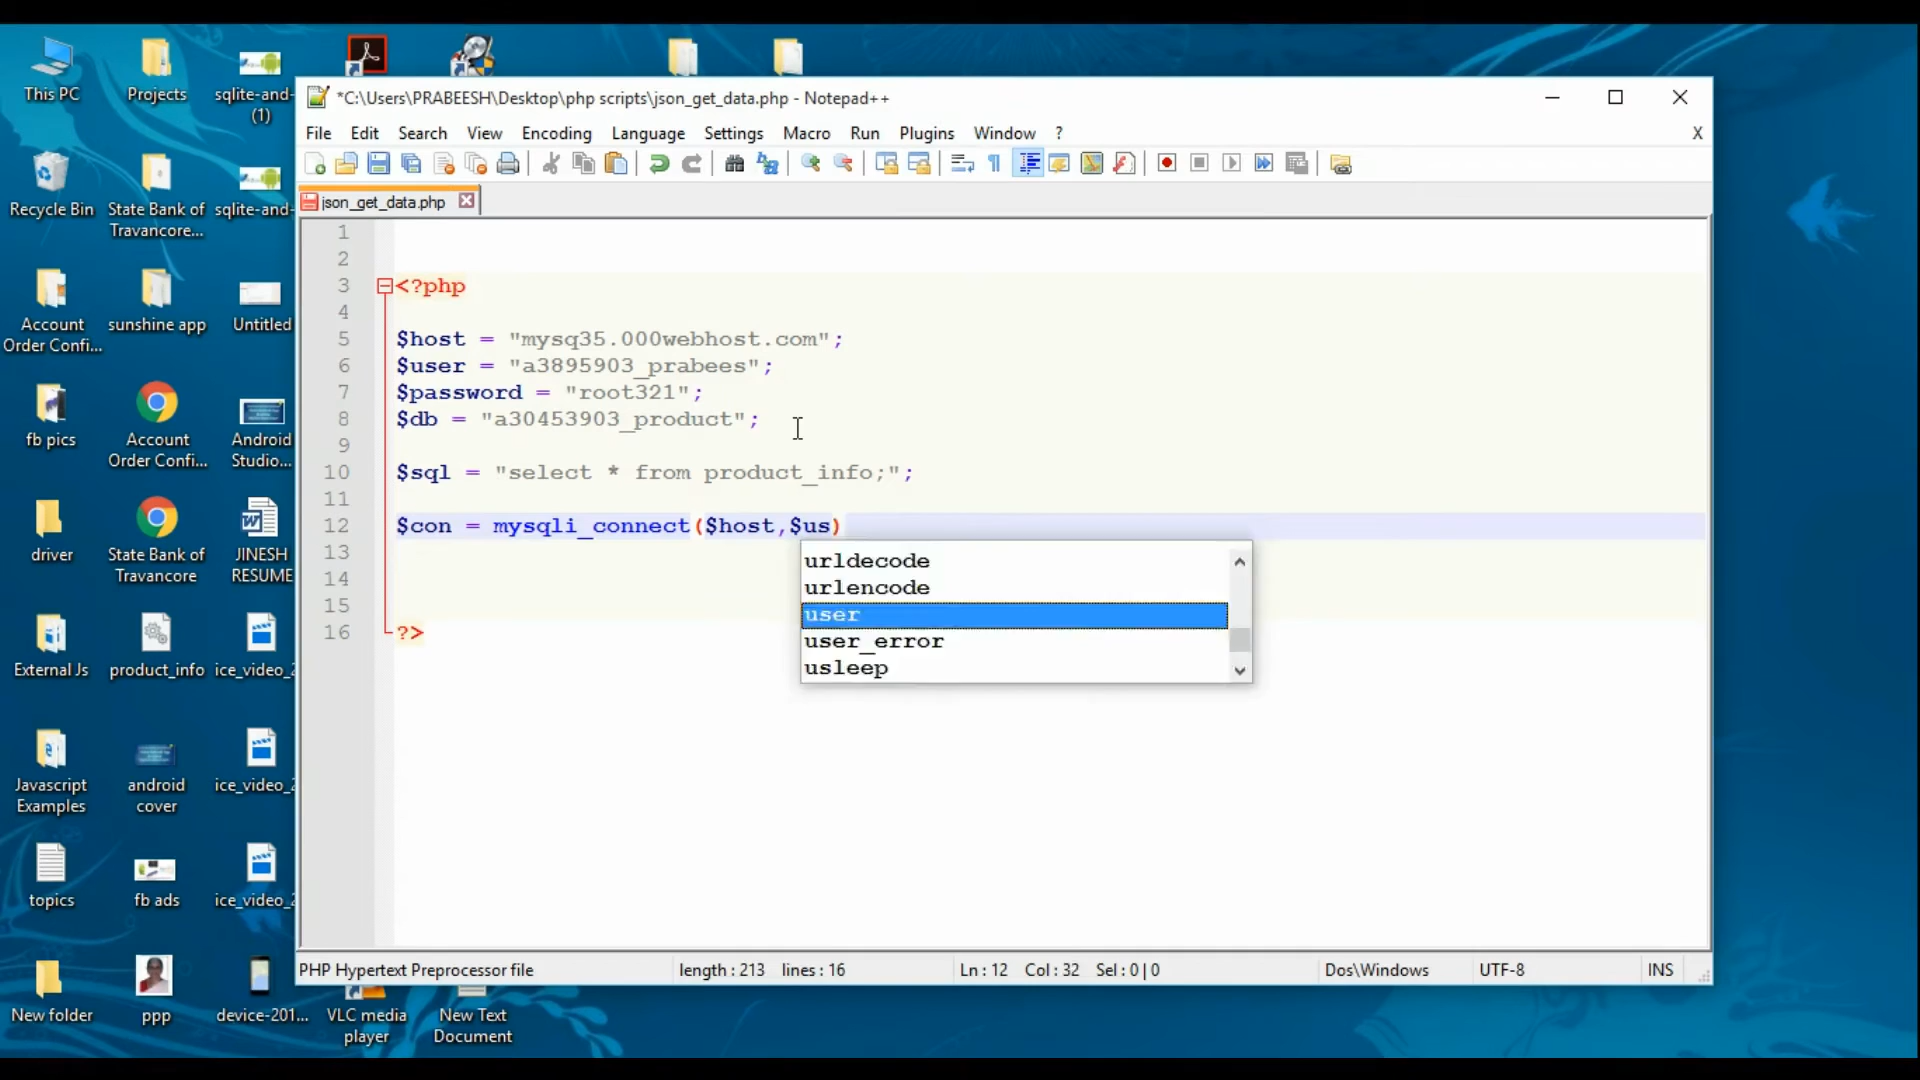 This PC
Projects
sqlite-and-
(1)
Recycle Bin
State Bank of
Travancore...
sqlite-and-
Account
Order Confi...
sunshine app
Untitled
fb pics
Account
Order Confi...
Android
Studio...
driver
State Bank of
Travancore
JINESH
RESUME
External Js
product_info
ice_video_2
Javascript
Examples
android
cover
ice_video_2
topics
fb ads
ice_video_2
New folder
ppp
device-201...
VLC media
player
New Text
Document
*C:\Users\PRABEESH\Desktop\php scripts\json_get_data.php - Notepad++
File Edit Search View Encoding Language Settings Macro Run Plugins Window ? X
json_get_data.php
1
2
3 <?php
4
5 $host = "mysq35.000webhost.com";
6 $user = "a3895903_prabees";
7 $password = "root321";
8 $db = "a30453903_product";
9
10 $sql = "select * from product_info;";
11
12 $con = mysqli_connect($host,$us)
13
14
15
16 ?>
urldecode
urlencode
user
user_error
usleep
PHP Hypertext Preprocessor file length : 213 lines : 16 Ln : 12 Col : 32 Sel : 0 | 0 Dos\Windows UTF-8 INS